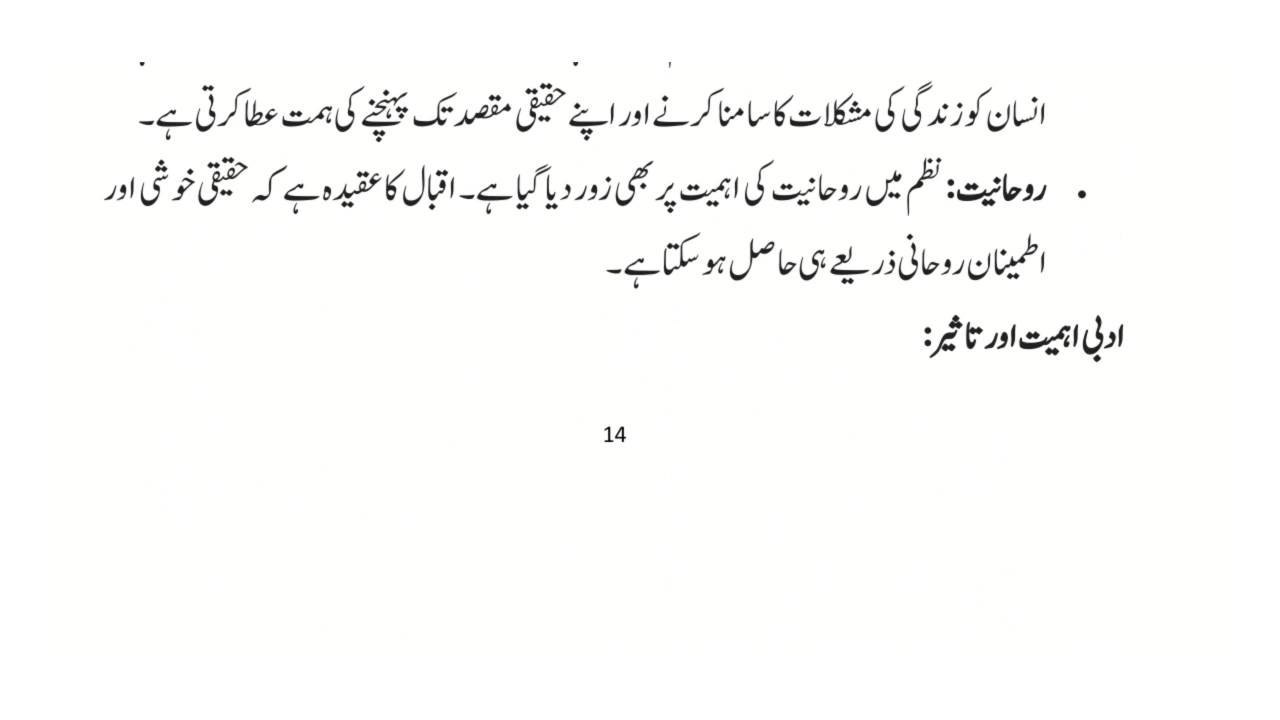 انسان کو زندگی کی مشکلات کا سامنا کرنے اور اپنے حقیقی مقصد تک پہنچنے کی ہمت عطا کرتی ہے۔
• روحانیت: نظم میں روحانیت کی اہمیت پر بھی زور دیا گیا ہے۔ اقبال کا عقیدہ ہے کہ حقیقی خوشی اور
اطمینان روحانی ذریعے ہی حاصل ہو سکتا ہے۔
ادبی اہمیت اور تاثیر:
14